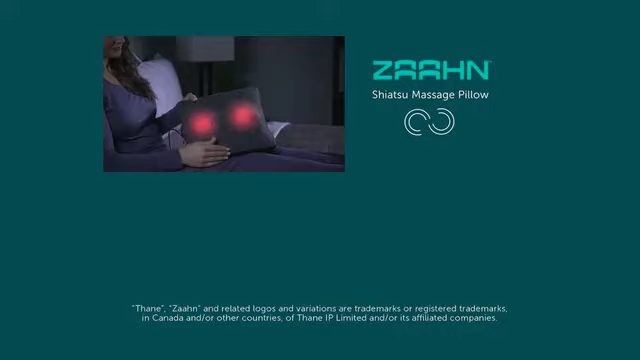 ZAAHN
Shiatsu Massage Pillow
"Thane", "Zaahn" and related logos and variations are trademarks or registered trademarks,
in Canada and/or other countries, of Thane IP Limited and/or its affiliated companies.